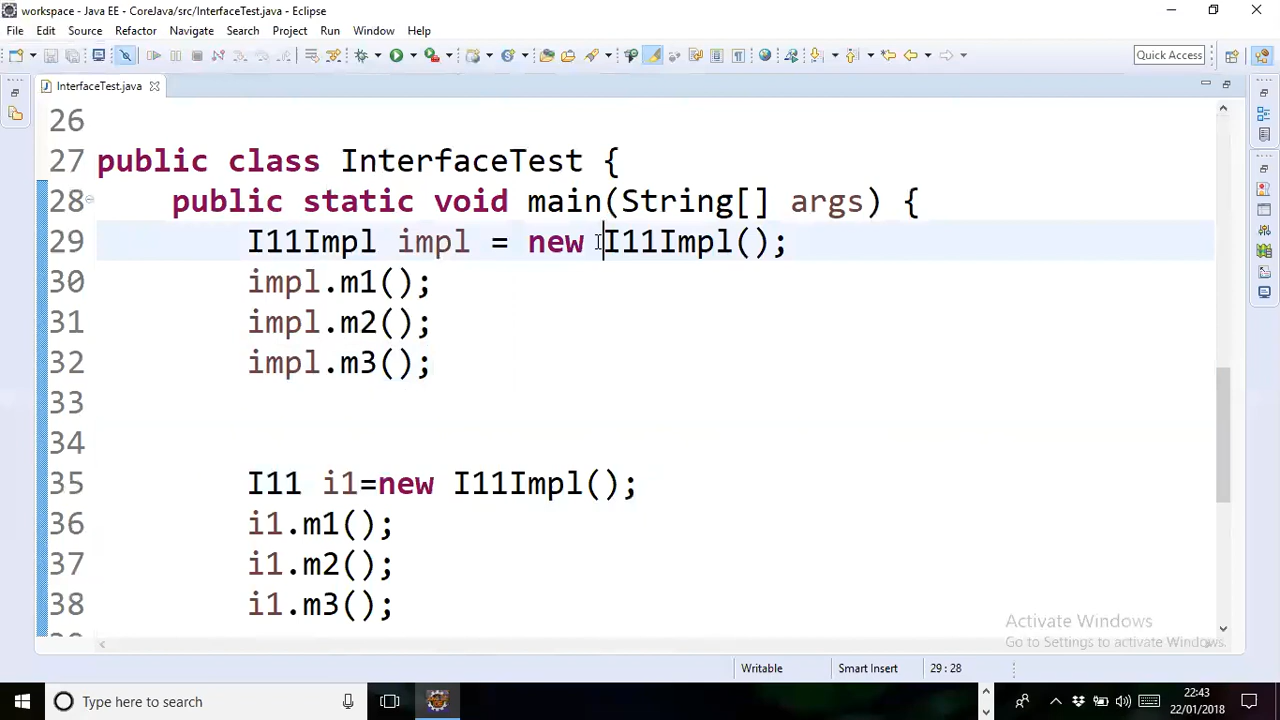 workspace - Java EE - CoreJava/src/InterfaceTest.java - Eclipse
File Edit Source Refactor Navigate Search Project Run Window Help
Quick Access
InterfaceTest.java
26
27 public class InterfaceTest {
28 public static void main(String[] args) {
29 I11Impl impl = new I11Impl();
30 impl.m1();
31 impl.m2();
32 impl.m3();
33
34
35 I11 i1=new I11Impl();
36 i1.m1();
37 i1.m2();
38 i1.m3();
Activate Windows
Go to Settings to activate Windows.
Writable Smart Insert 29 : 28
Type here to search
22:43
22/01/2018